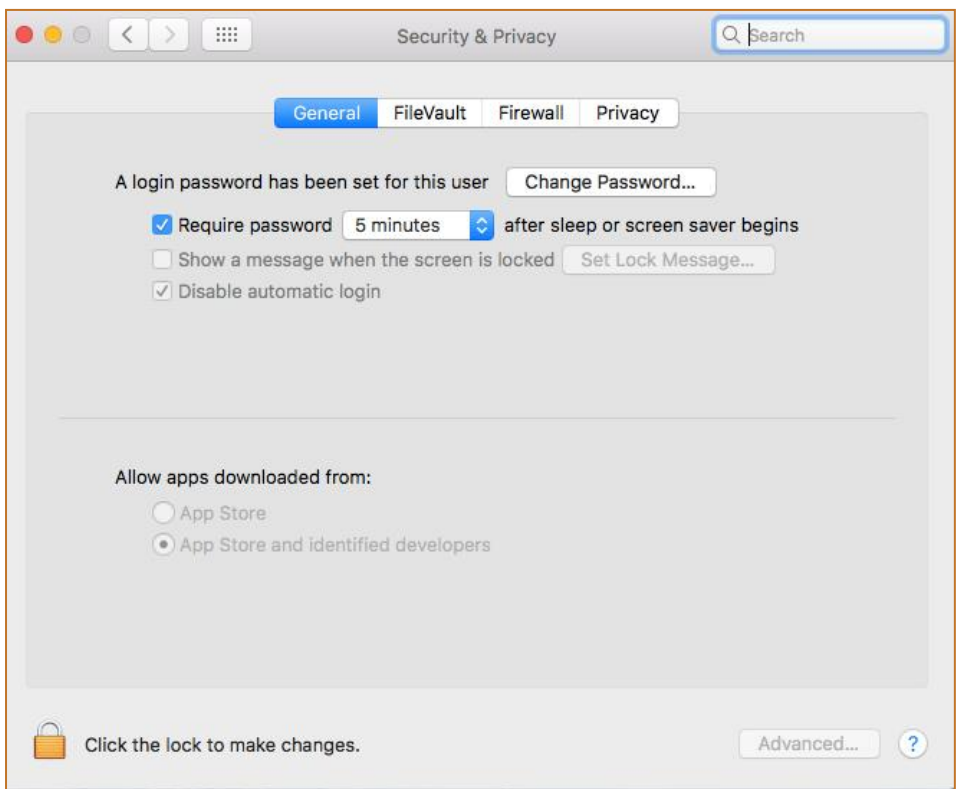 Security & Privacy
Search
General FileVault Firewall Privacy
A login password has been set for this user Change Password...
Require password 5 minutes after sleep or screen saver begins
Show a message when the screen is locked Set Lock Message...
Disable automatic login
Allow apps downloaded from:
App Store
App Store and identified developers
Click the lock to make changes.
Advanced... ?